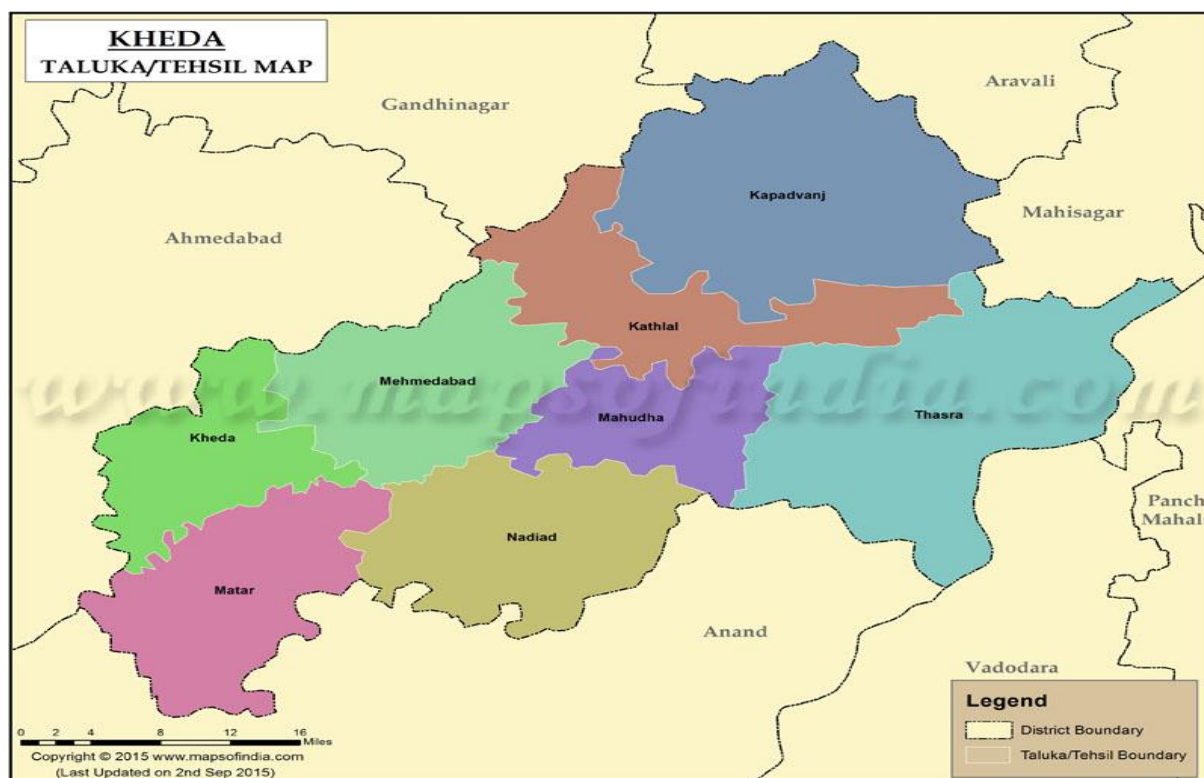 KHEDA
TALUKA/TEHSIL MAP
Gandhinagar
Aravali
Kapadvanj
Mahisagar
Ahmedabad
Kathlal
Mehmedabad
www.mapsofindia.com
Mahudha
Thasra
Kheda
Panch
Mahal
Nadiad
Matar
Anand
Vadodara
Legend
District Boundary
Taluka/Tehsil Boundary
0 2 4 8 12 16
Miles
Copyright © 2015 www.mapsofindia.com
(Last Updated on 2nd Sep 2015)